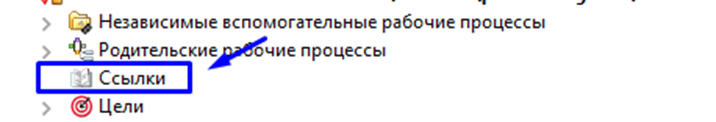 Независимые вспомогательные рабочие процессы
Родительские рабочие процессы
Ссылки
Цели